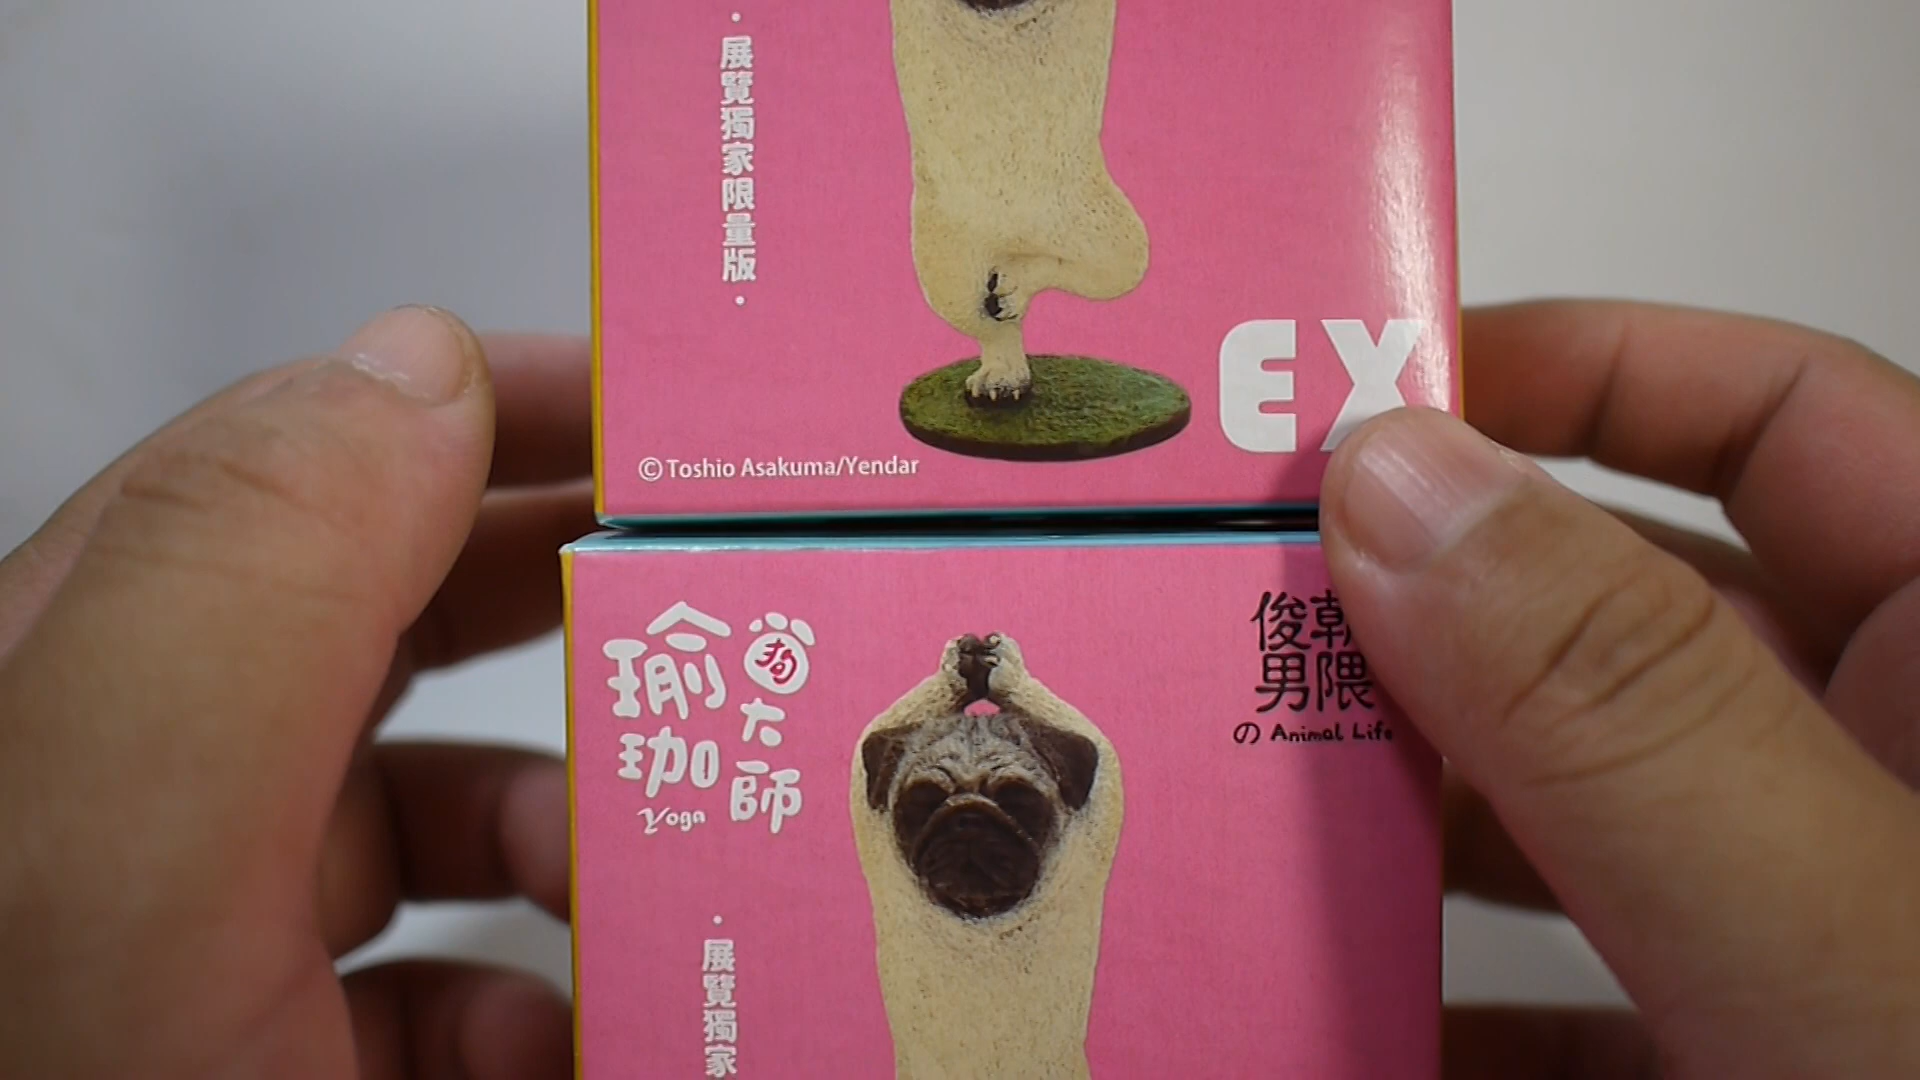 ·展覽獨家限量版·
EX
©Toshio Asakuma/Yendar
狗大師
瑜珈
Yoga
朝隈
俊男
の Animal Life
·展覽獨家